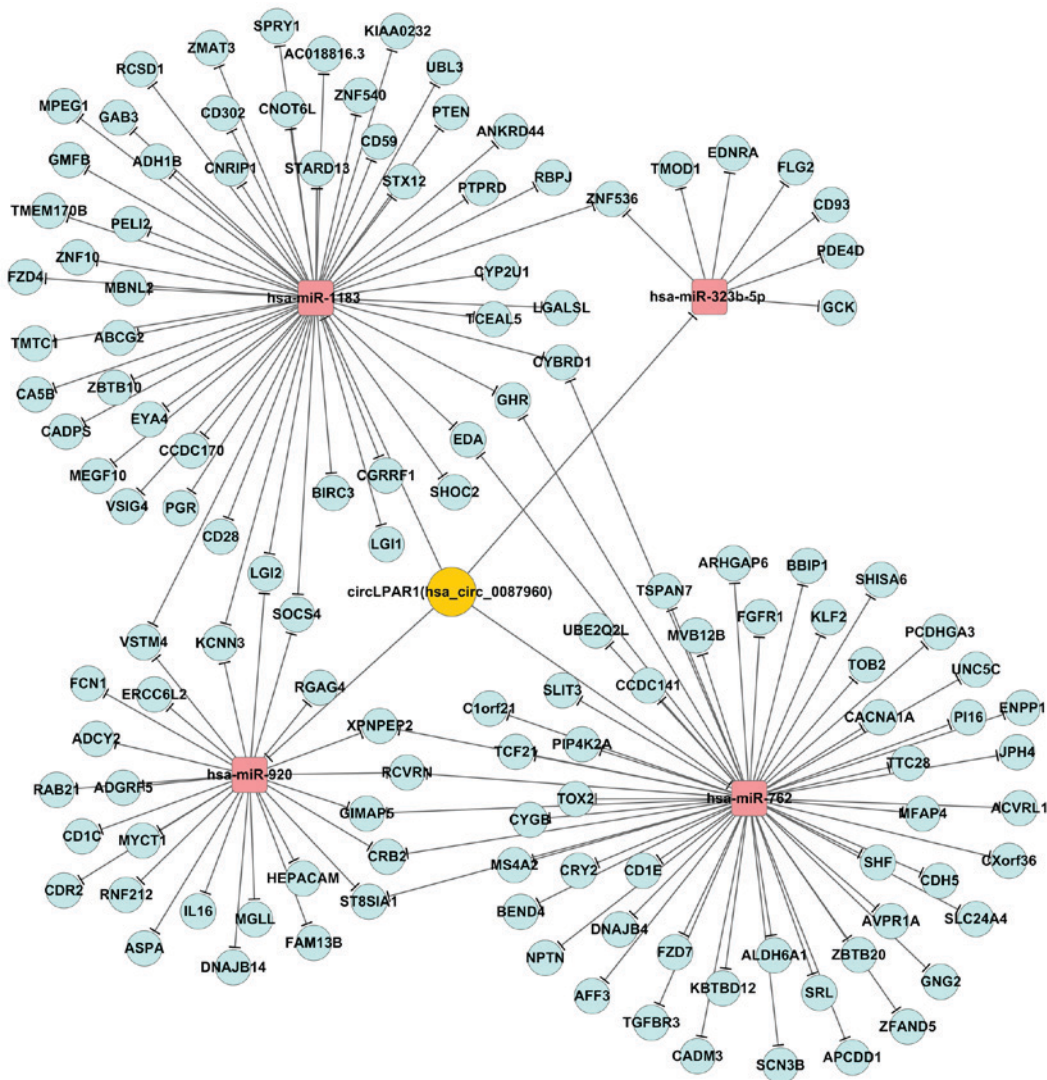 SPRY1
KIAA0232
ZMAT3
AC018816.3
RCSD1
UBL3
MPEG1
GAB3
CD302
CNOT6L
ZNF540
PTEN
ANKRD44
CD59
GMFB
ADH1B
CNRIP1
STARD13
STX12
PTPRD
RBPJ
TMOD1
EDNRA
FLG2
ZNF536
CD93
TMEM170B
PELI2
PDE4D
ZNF10
FZD4
MBNL2
CYP2U1
hsa-miR-1183
hsa-miR-323b-5p
GCK
LGALSL
TCEAL5
TMTC1
ABCG2
CYBRD1
CA5B
ZBTB10
GHR
CADPS
EYA4
EDA
CCDC170
MEGF10
VSIG4
PGR
BIRC3
CGRRF1
SHOC2
CD28
LGI1
LGI2
circLPAR1(hsa_circ_0087960)
SOCS4
TSPAN7
ARHGAP6
BBIP1
SHISA6
FGFR1
KLF2
VSTM4
KCNN3
UBE2Q2L
MVB12B
PCDHGA3
TOB2
UNC5C
FCN1
ERCC6L2
RGAG4
SLIT3
CCDC141
C1orf21
CACNA1A
PI16
ENPP1
ADCY2
XPNPEP2
TCF21
PIP4K2A
TTC28
JPH4
RAB21
ADGRF5
hsa-miR-920
RCVRN
TOX2
hsa-miR-762
MFAP4
ACVRL1
CD1C
MYCT1
GIMAP5
CYGB
CRB2
MS4A2
CRY2
CD1E
SHF
CXorf36
CDR2
RNF212
HEPACAM
ST8SIA1
BEND4
CDH5
SLC24A4
IL16
MGLL
DNAJB4
AVPR1A
ASPA
FAM13B
NPTN
FZD7
ALDH6A1
ZBTB20
DNAJB14
AFF3
KBTBD12
SRL
GNG2
TGFBR3
ZFAND5
CADM3
SCN3B
APCDD1